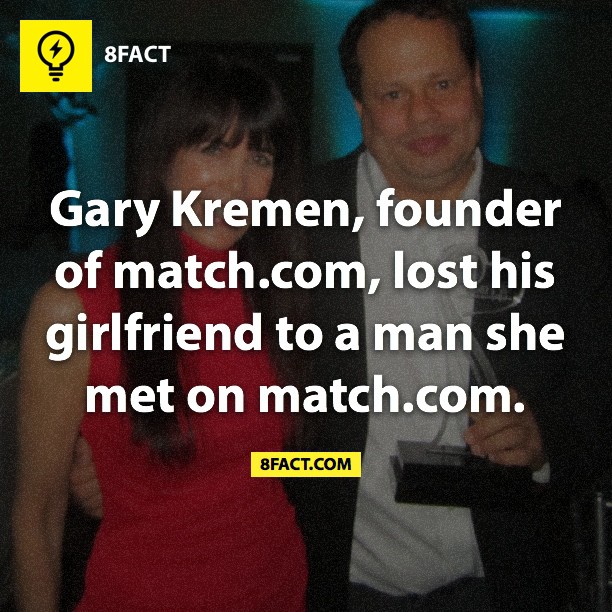 8FACT
Gary Kremen, founder
of match.com, lost his
girlfriend to a man she
met on match.com.
8FACT.COM